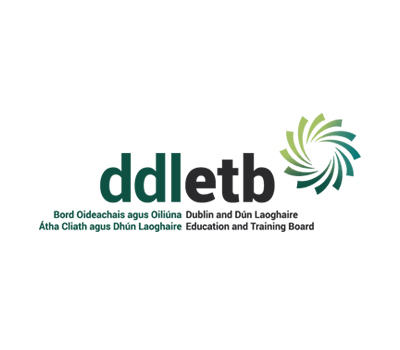 ddletb
Bord Oideachais agus Oiliúna Dublin and Dún Laoghaire
Átha Cliath agus Dhún Laoghaire Education and Training Board